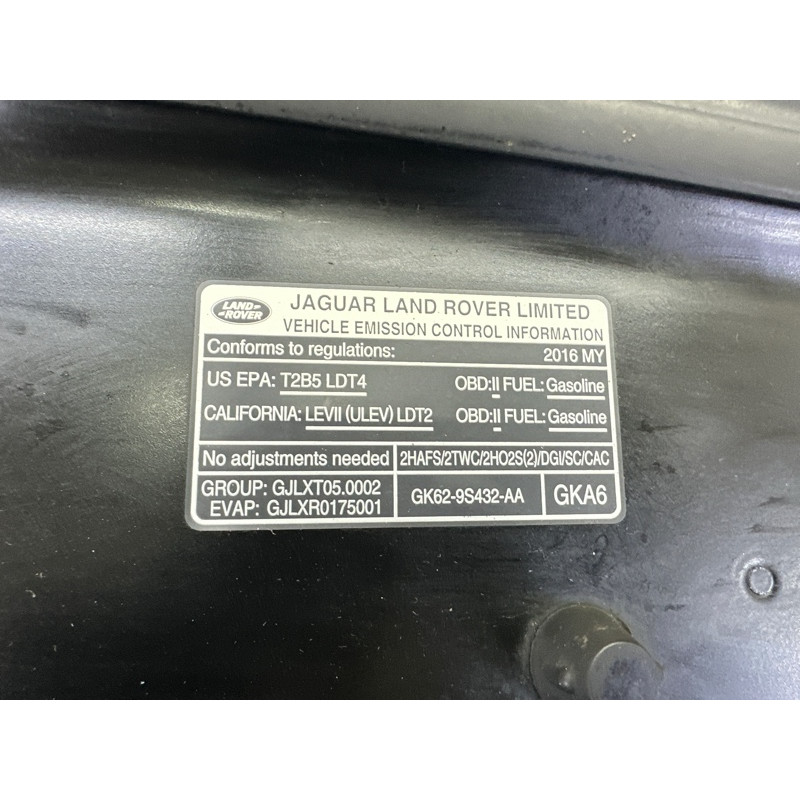 LAND-ROVER
JAGUAR LAND ROVER LIMITED
VEHICLE EMISSION CONTROL INFORMATION
Conforms to regulations: 2016 MY
US EPA: T2B5 LDT4 OBD:II FUEL: Gasoline
CALIFORNIA: LEVII (ULEV) LDT2 OBD:II FUEL: Gasoline
No adjustments needed 2HAFS/2TWC/2HO2S(2)/DGI/SC/CAC
GROUP: GJLXT05.0002
EVAP: GJLXR0175001
GK62-9S432-AA GKA6